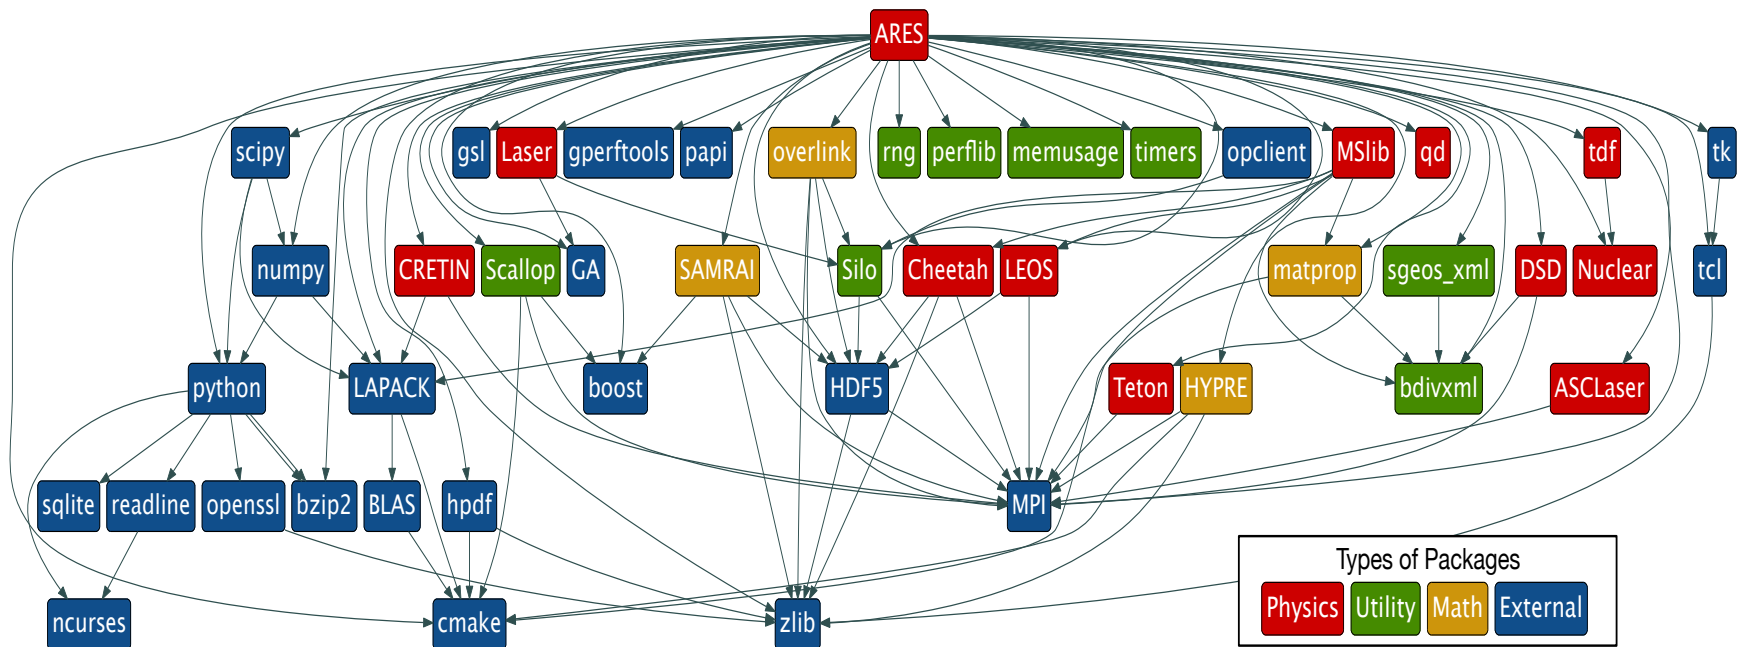 ARES
scipy gsl Laser gperftools papi overlink rng perflib memusage timers opclient MSlib qd tdf tk
numpy CRETIN Scallop GA SAMRAI Silo Cheetah LEOS matprop sgeos_xml DSD Nuclear tcl
python LAPACK boost HDF5 Teton HYPRE bdivxml ASCLaser
sqlite readline openssl bzip2 BLAS hpdf MPI
ncurses cmake zlib
Types of Packages
Physics Utility Math External